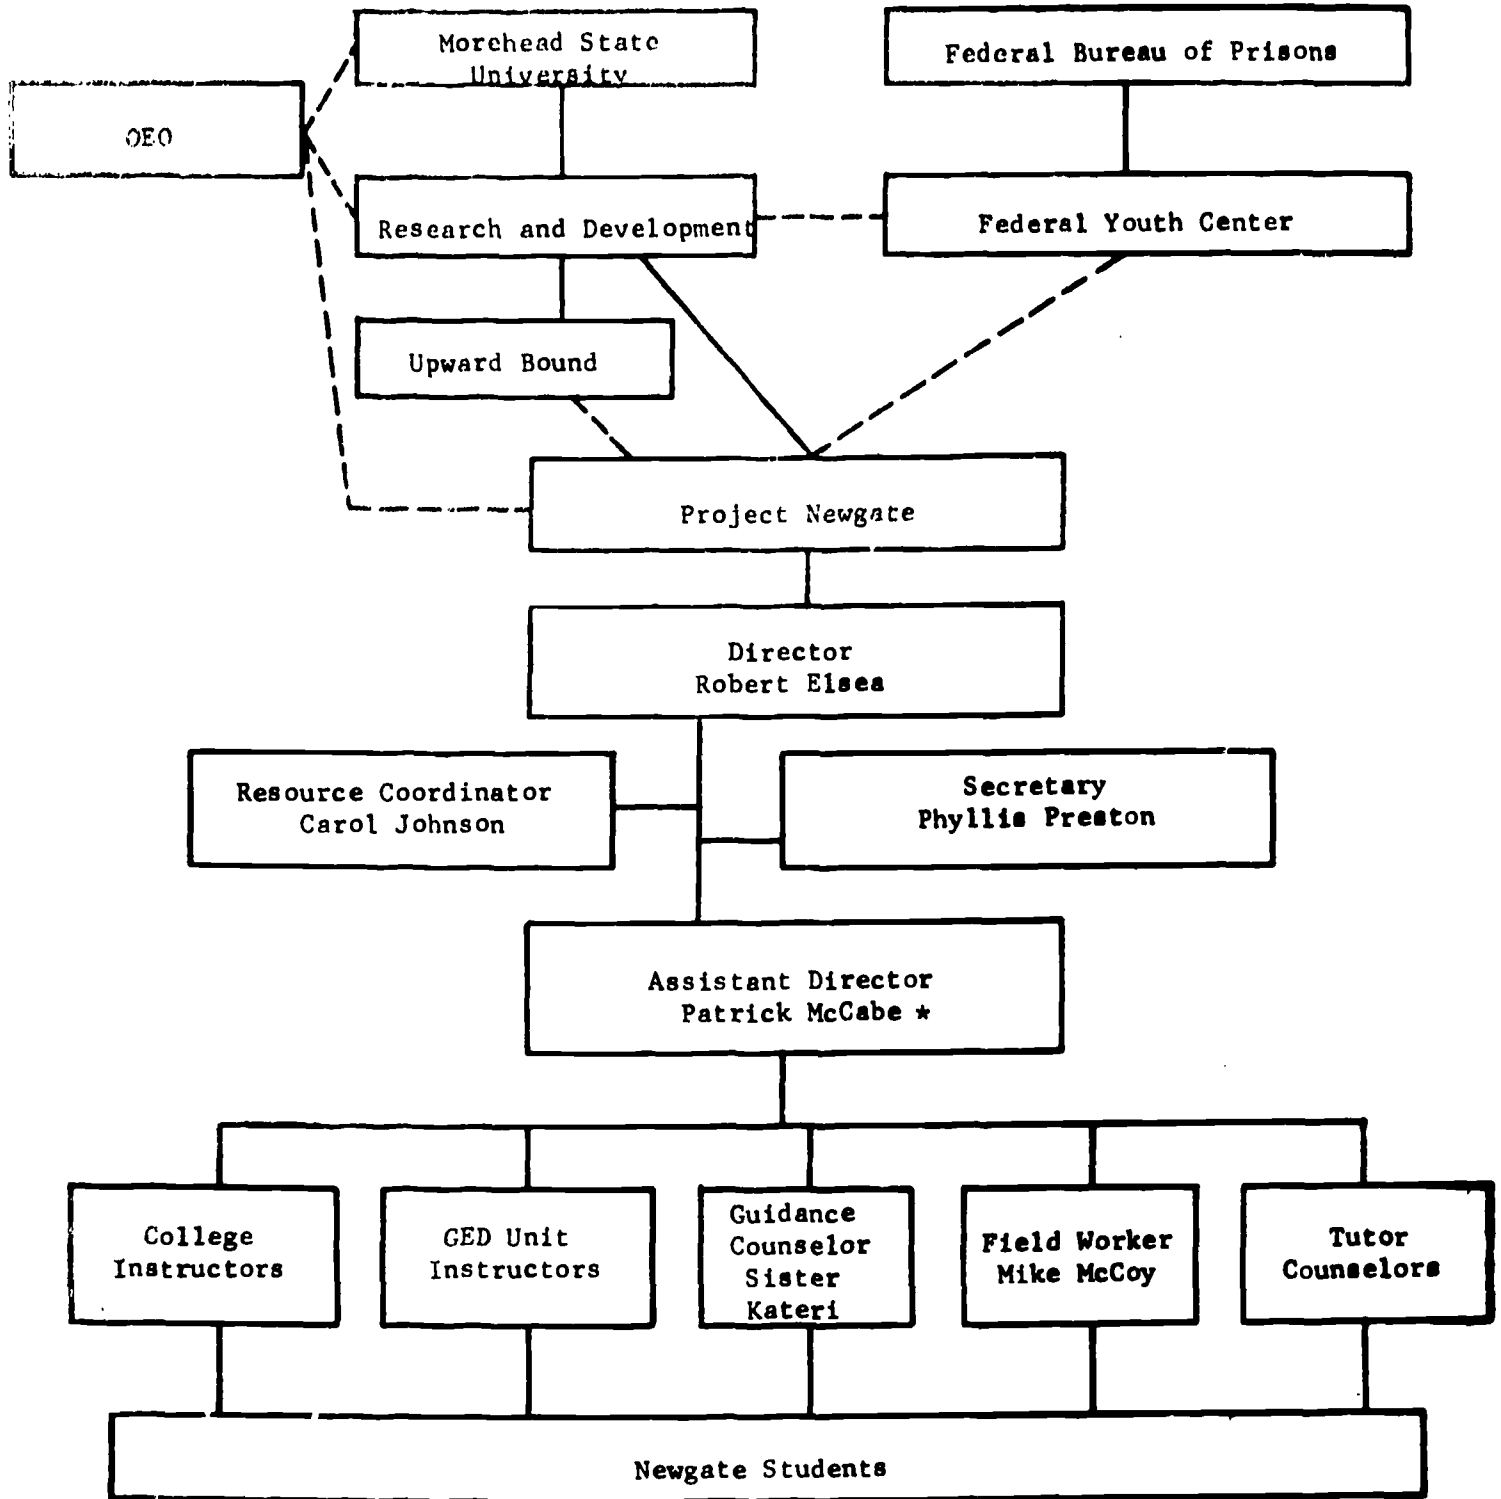 Morehead State
University
Federal Bureau of Prisons
OEO
Research and Development
Federal Youth Center
Upward Bound
Project Newgate
Director
Robert Elsea
Resource Coordinator
Carol Johnson
Secretary
Phyllis Preston
Assistant Director
Patrick McCabe *
College
Instructors
GED Unit
Instructors
Guidance
Counselor
Sister
Kateri
Field Worker
Mike McCoy
Tutor
Counselors
Newgate Students